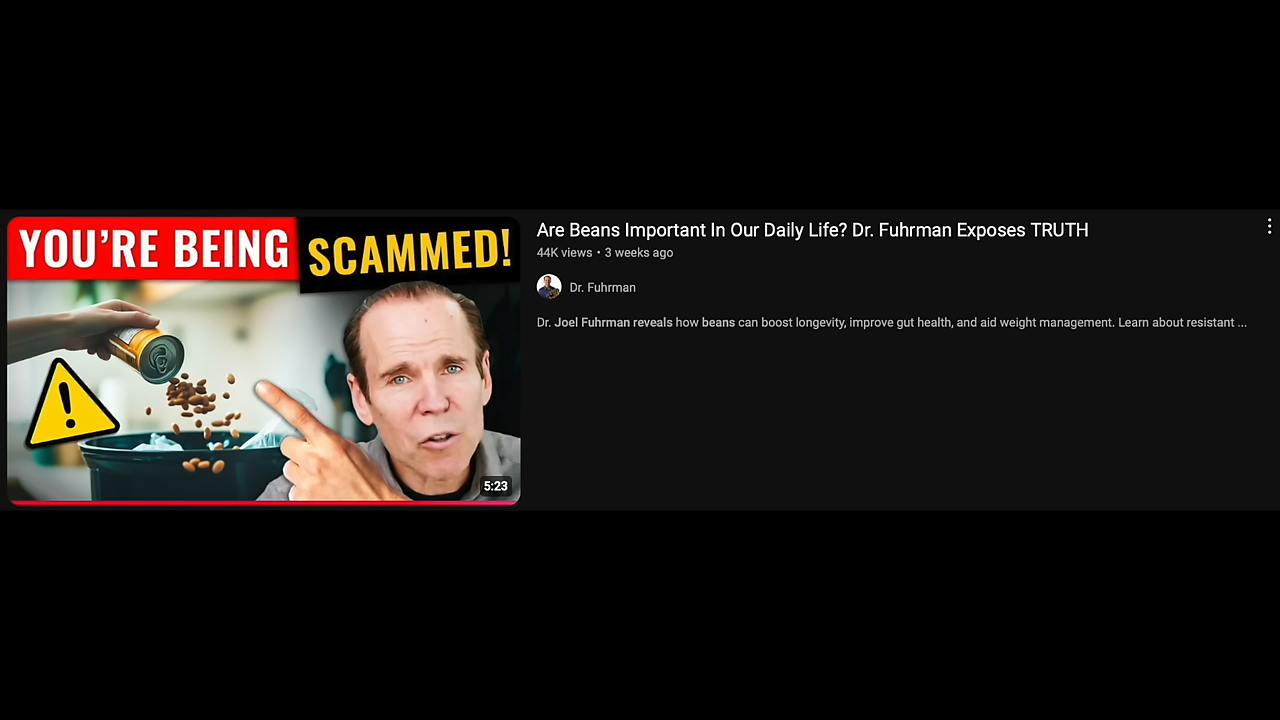 YOU'RE BEING SCAMMED!
5:23
Are Beans Important In Our Daily Life? Dr. Fuhrman Exposes TRUTH
44K views • 3 weeks ago
Dr. Fuhrman
Dr. Joel Fuhrman reveals how beans can boost longevity, improve gut health, and aid weight management. Learn about resistant ...